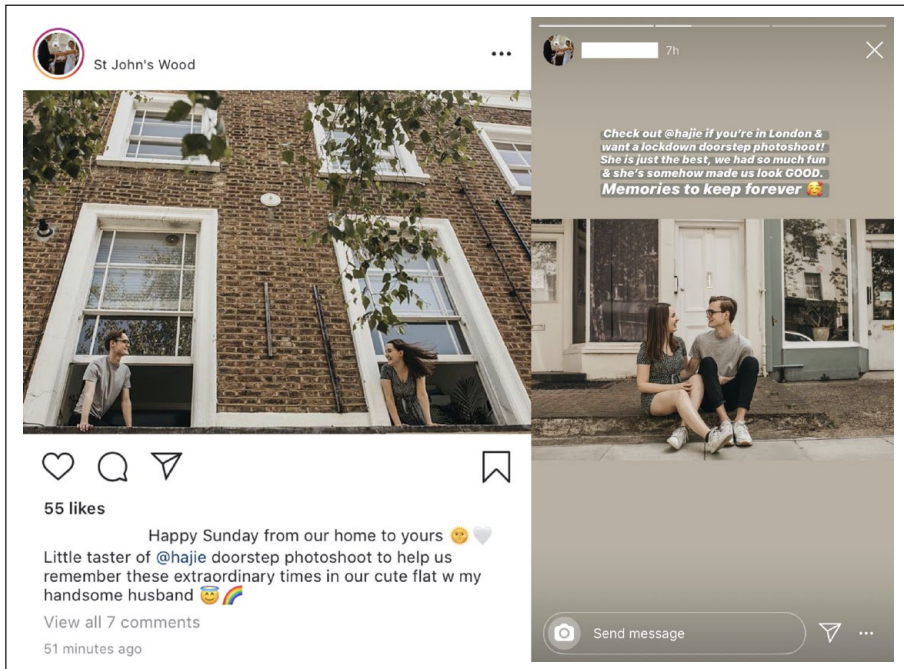 St John's Wood
55 likes
Happy Sunday from our home to yours 🌞🤍
Little taster of @hajie doorstep photoshoot to help us
remember these extraordinary times in our cute flat w my
handsome husband 😇🌈
View all 7 comments
51 minutes ago
7h
Check out @hajie if you're in London &
want a lockdown doorstep photoshoot!
She is just the best, we had so much fun
& she's somehow made us look GOOD.
Memories to keep forever 🥰
Send message